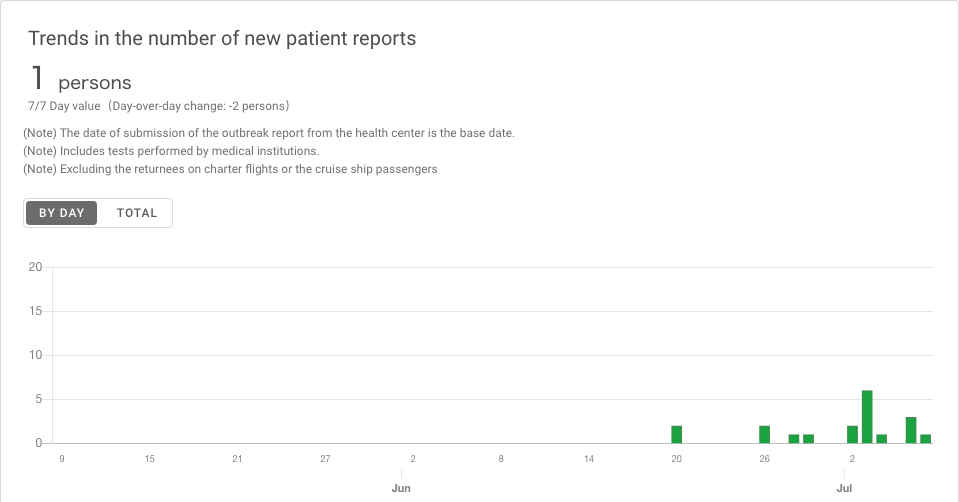 Trends in the number of new patient reports
1 persons
7/7 Day value（Day-over-day change: -2 persons）
(Note) The date of submission of the outbreak report from the health center is the base date.
(Note) Includes tests performed by medical institutions.
(Note) Excluding the returnees on charter flights or the cruise ship passengers
BY DAY TOTAL
20
15
10
5
0
9 15 21 27 2 8 14 20 26 2
Jun Jul